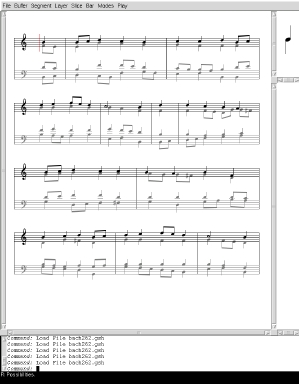 File Buffer Segment Layer Slice Bar Modes Play
Command: Load File bach262.gsh
Command: Load File bach262.gsh
Command: Load File bach262.gsh
Command: Load File bach262.gsh
Command: Load File bach262.gsh
Command:
R Possibilities